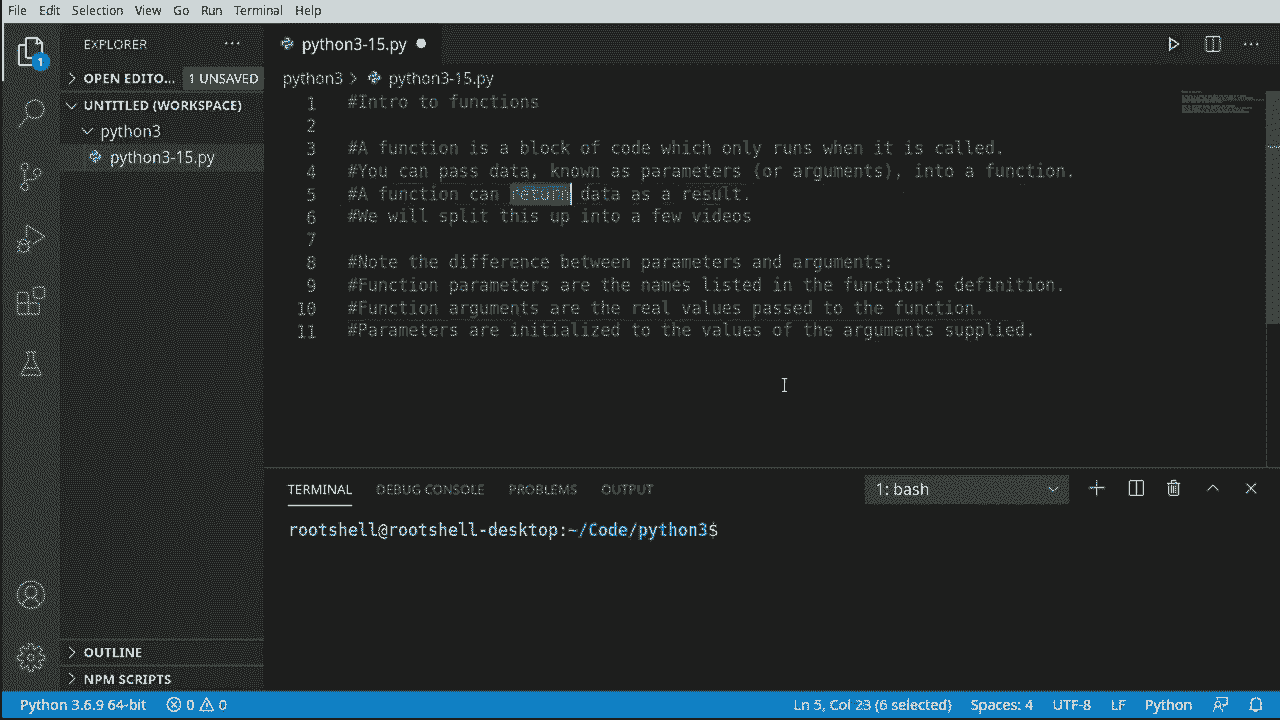 File Edit Selection View Go Run Terminal Help
EXPLORER ···
python3-15.py
1
OPEN EDITO... 1 UNSAVED
python3 > python3-15.py
UNTITLED (WORKSPACE)
python3
python3-15.py
1 #Intro to functions
2
3 #A function is a block of code which only runs when it is called.
4 #You can pass data, known as parameters (or arguments), into a function.
5 #A function can return data as a result.
6 #We will split this up into a few videos
7
8 #Note the difference between parameters and arguments:
9 #Function parameters are the names listed in the function's definition.
10 #Function arguments are the real values passed to the function.
11 #Parameters are initialized to the values of the arguments supplied.
TERMINAL DEBUG CONSOLE PROBLEMS OUTPUT 1: bash
rootshell@rootshell-desktop:~/Code/python3$
OUTLINE
NPM SCRIPTS
Python 3.6.9 64-bit 0 0 Ln 5, Col 23 (6 selected) Spaces: 4 UTF-8 LF Python